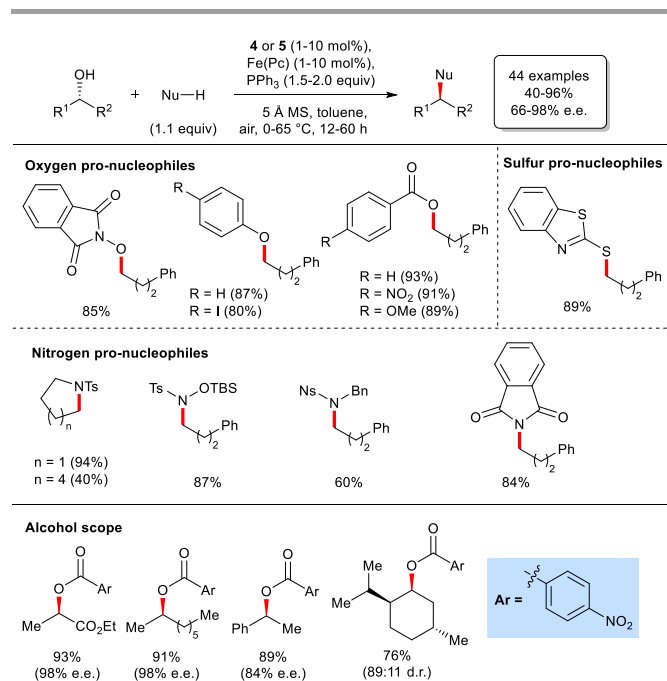 4 or 5 (1-10 mol%),
Fe(Pc) (1-10 mol%),
PPh3 (1.5-2.0 equiv)
5 Å MS, toluene,
air, 0-65 °C, 12-60 h
OH
R1 R2
+
Nu H
(1.1 equiv)
Nu
R1 R2
44 examples
40-96%
66-98% e.e.
Oxygen pro-nucleophiles
O
N
O
O
Ph
2
85%
R
O
Ph
2
R = H (87%)
R = I (80%)
O
O
R
Ph
2
R = H (93%)
R = NO2 (91%)
R = OMe (89%)
Sulfur pro-nucleophiles
S
N
S
Ph
2
89%
Nitrogen pro-nucleophiles
NTs
n
n = 1 (94%)
n = 4 (40%)
Ts OTBS
N
Ph
2
87%
Ns Bn
N
Ph
2
60%
O O
N
Ph
2
84%
Alcohol scope
O
O Ar
Me CO2Et
93%
(98% e.e.)
O
O Ar
Me Me
5
91%
(98% e.e.)
O
O Ar
Ph Me
89%
(84% e.e.)
O
Me O Ar
Me
Me
76%
(89:11 d.r.)
Ar =
NO2